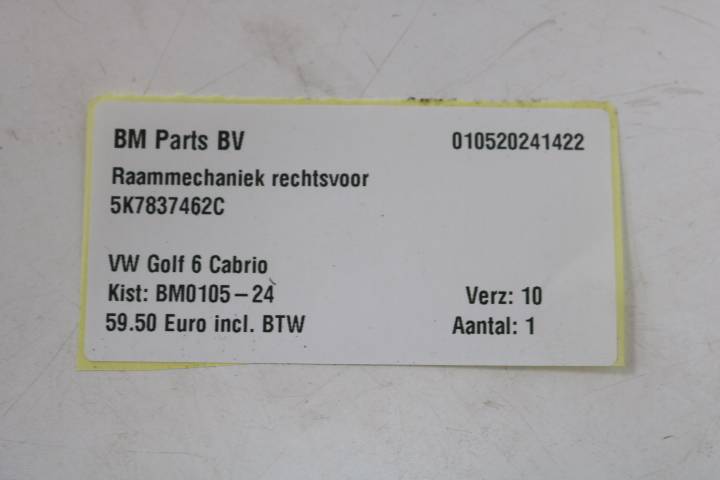 BM Parts BV 010520241422
Raammechaniek rechtsvoor
5K7837462C
VW Golf 6 Cabrio
Kist: BM0105-24 Verz: 10
59.50 Euro incl. BTW Aantal: 1